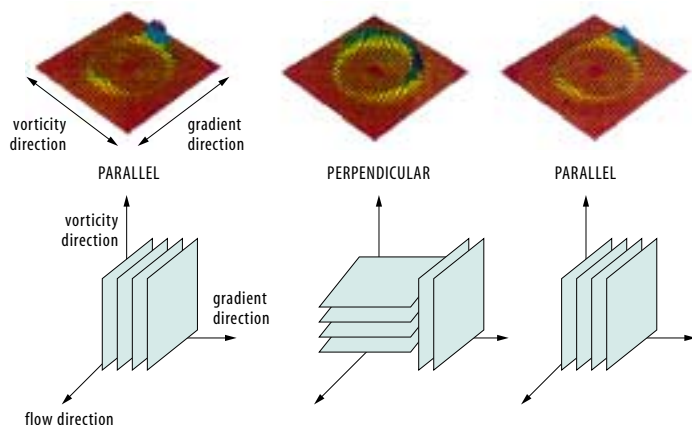 vorticity
direction
gradient
direction
PARALLEL
PERPENDICULAR
PARALLEL
vorticity
direction
gradient
direction
flow direction